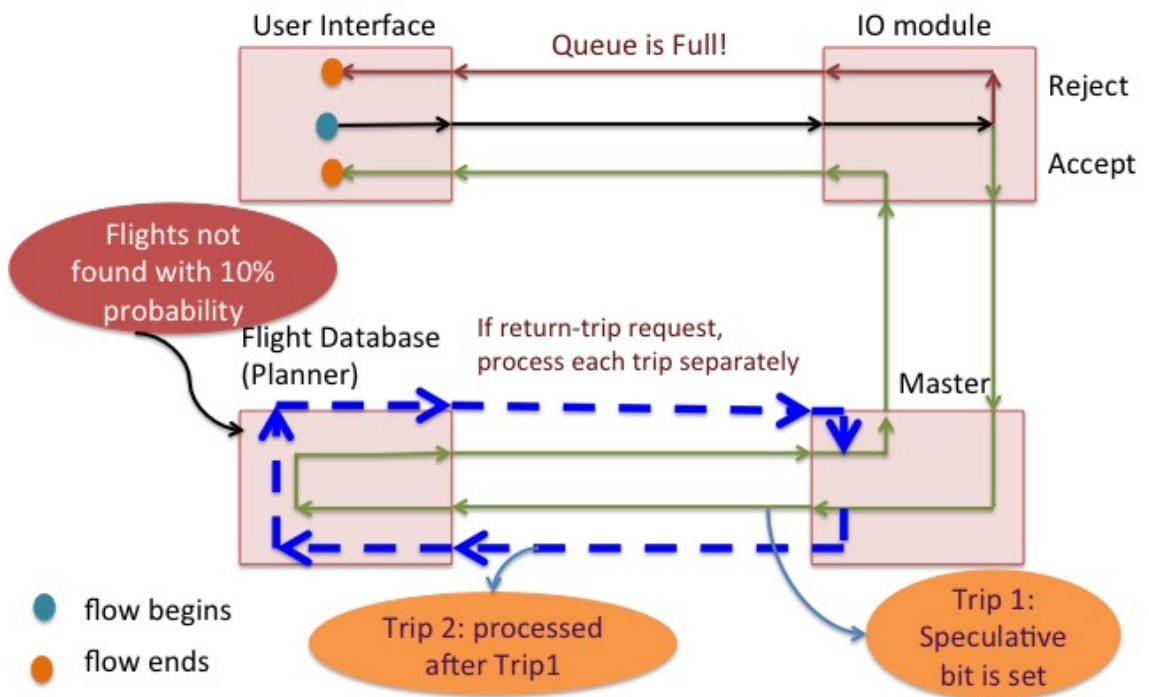 User Interface
IO module
Queue is Full!
Reject
Accept
Flights not
found with 10%
probability
Flight Database
(Planner)
If return-trip request,
process each trip separately
Master
flow begins
flow ends
Trip 2: processed
after Trip1
Trip 1:
Speculative
bit is set